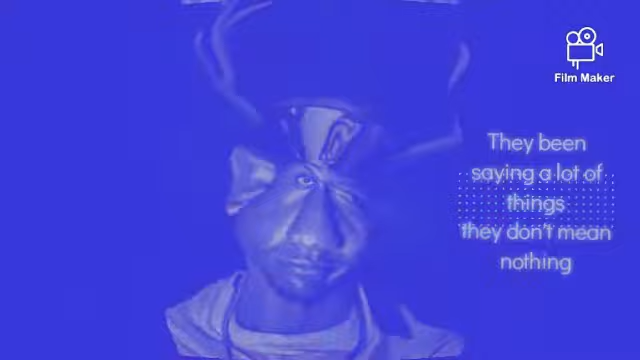 Film Maker
They been
saying a lot of
things
they don't mean
nothing